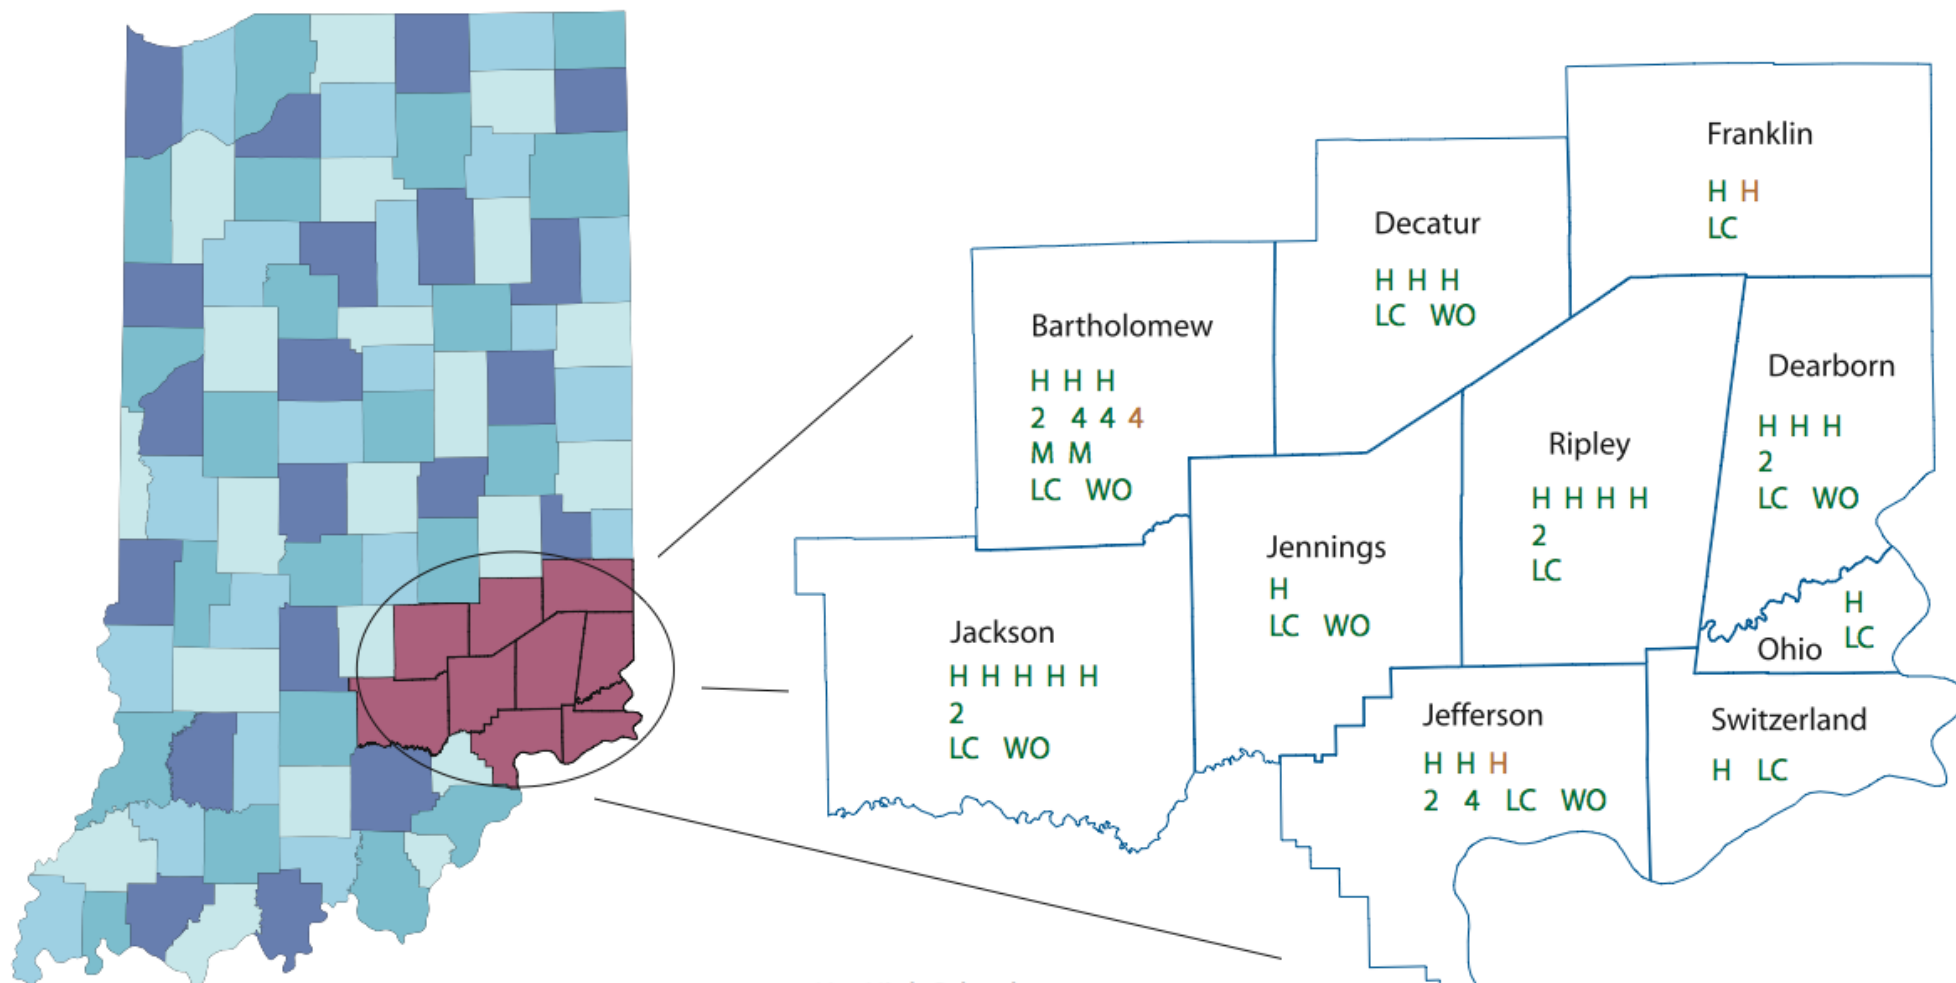 Franklin
H H
LC
Decatur
H H H
LC WO
Bartholomew
H H H
2 4 4 4
M M
LC WO
Dearborn
H H H
2
LC WO
Ripley
H H H H
2
LC
Jennings
H
LC WO
Jackson
H H H H H
2
LC WO
H
LC
Ohio
Jefferson
H H H
2 4 LC WO
Switzerland
H LC